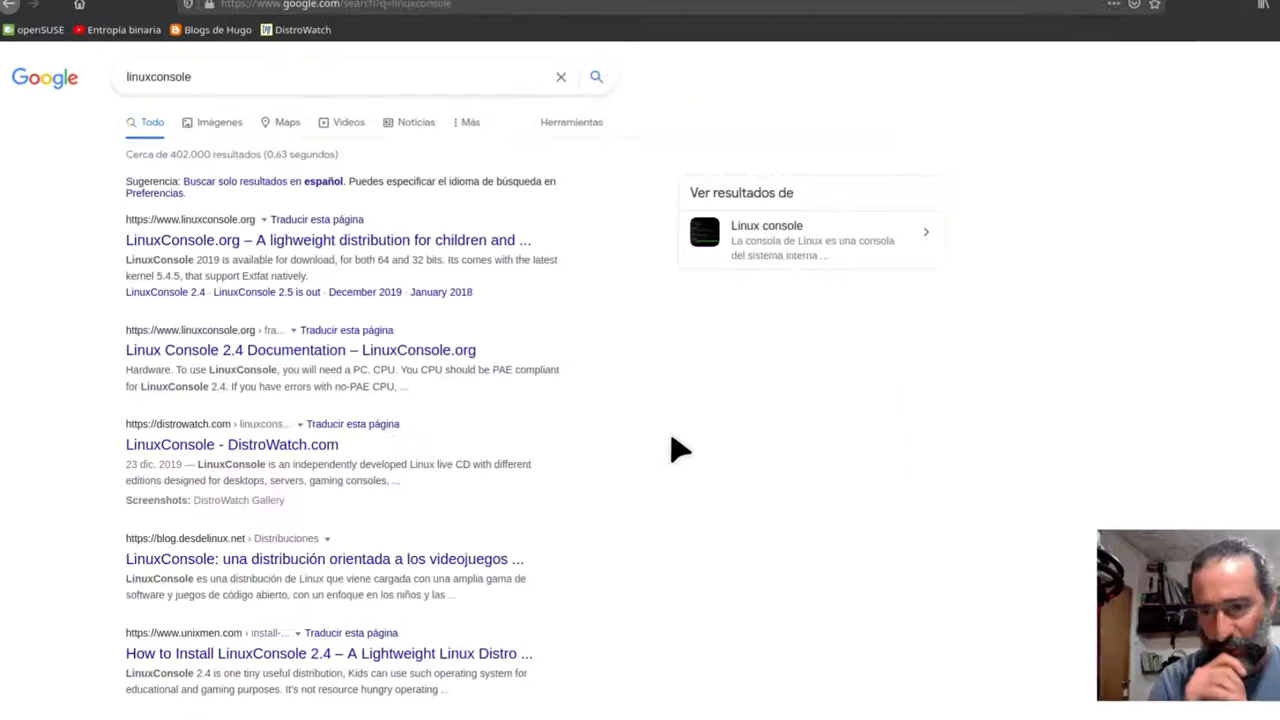 https://www.google.com/search?q=linuxconsole
openSUSE
Entropía binaria
Blogs de Hugo
DistroWatch
Google
linuxconsole
Todo
Imágenes
Maps
Videos
Noticias
Más
Herramientas
Cerca de 402.000 resultados (0,63 segundos)
Sugerencia: Buscar solo resultados en español. Puedes especificar el idioma de búsqueda en
Preferencias.
https://www.linuxconsole.org Traducir esta página
LinuxConsole.org – A lighweight distribution for children and ...
LinuxConsole 2019 is available for download, for both 64 and 32 bits. Its comes with the latest
kernel 5.4.5, that support Extfat natively.
LinuxConsole 2.4 · LinuxConsole 2.5 is out · December 2019 · January 2018
https://www.linuxconsole.org › fra... Traducir esta página
Linux Console 2.4 Documentation – LinuxConsole.org
Hardware. To use LinuxConsole, you will need a PC. CPU. You CPU should be PAE compliant
for LinuxConsole 2.4. If you have errors with no-PAE CPU, ...
https://distrowatch.com › linuxcons... Traducir esta página
LinuxConsole - DistroWatch.com
23 dic. 2019 — LinuxConsole is an independently developed Linux live CD with different
editions designed for desktops, servers, gaming consoles, ...
Screenshots: DistroWatch Gallery
https://blog.desdelinux.net › Distribuciones
LinuxConsole: una distribución orientada a los videojuegos ...
LinuxConsole es una distribución de Linux que viene cargada con una amplia gama de
software y juegos de código abierto, con un enfoque en los niños y las ...
https://www.unixmen.com › install-... Traducir esta página
How to Install LinuxConsole 2.4 – A Lightweight Linux Distro ...
LinuxConsole 2.4 is one tiny useful distribution, Kids can use such operating system for
educational and gaming purposes. It's not resource hungry operating ...
Ver resultados de
Linux console
La consola de Linux es una consola
del sistema interna ...